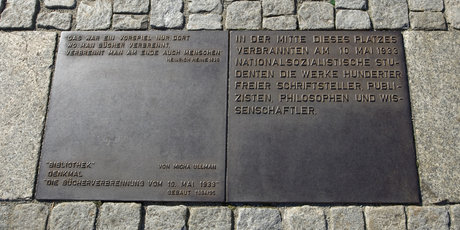 "DAS WAR EIN VORSPIEL NUR, DORT
WO MAN BÜCHER VERBRENNT,
VERBRENNT MAN AM ENDE AUCH MENSCHEN"
HEINRICH HEINE 1820
"BIBLIOTHEK" VON MICHA ULLMAN
DENKMAL
"DIE BÜCHERVERBRENNUNG VOM 10. MAI 1933"
GEBAUT 1994/95
IN DER MITTE DIESES PLATZES
VERBRANNTEN AM 10. MAI 1933
NATIONALSOZIALISTISCHE STU-
DENTEN DIE WERKE HUNDERTER
FREIER SCHRIFTSTELLER, PUBLI-
ZISTEN, PHILOSOPHEN UND WIS-
SENSCHAFTLER.